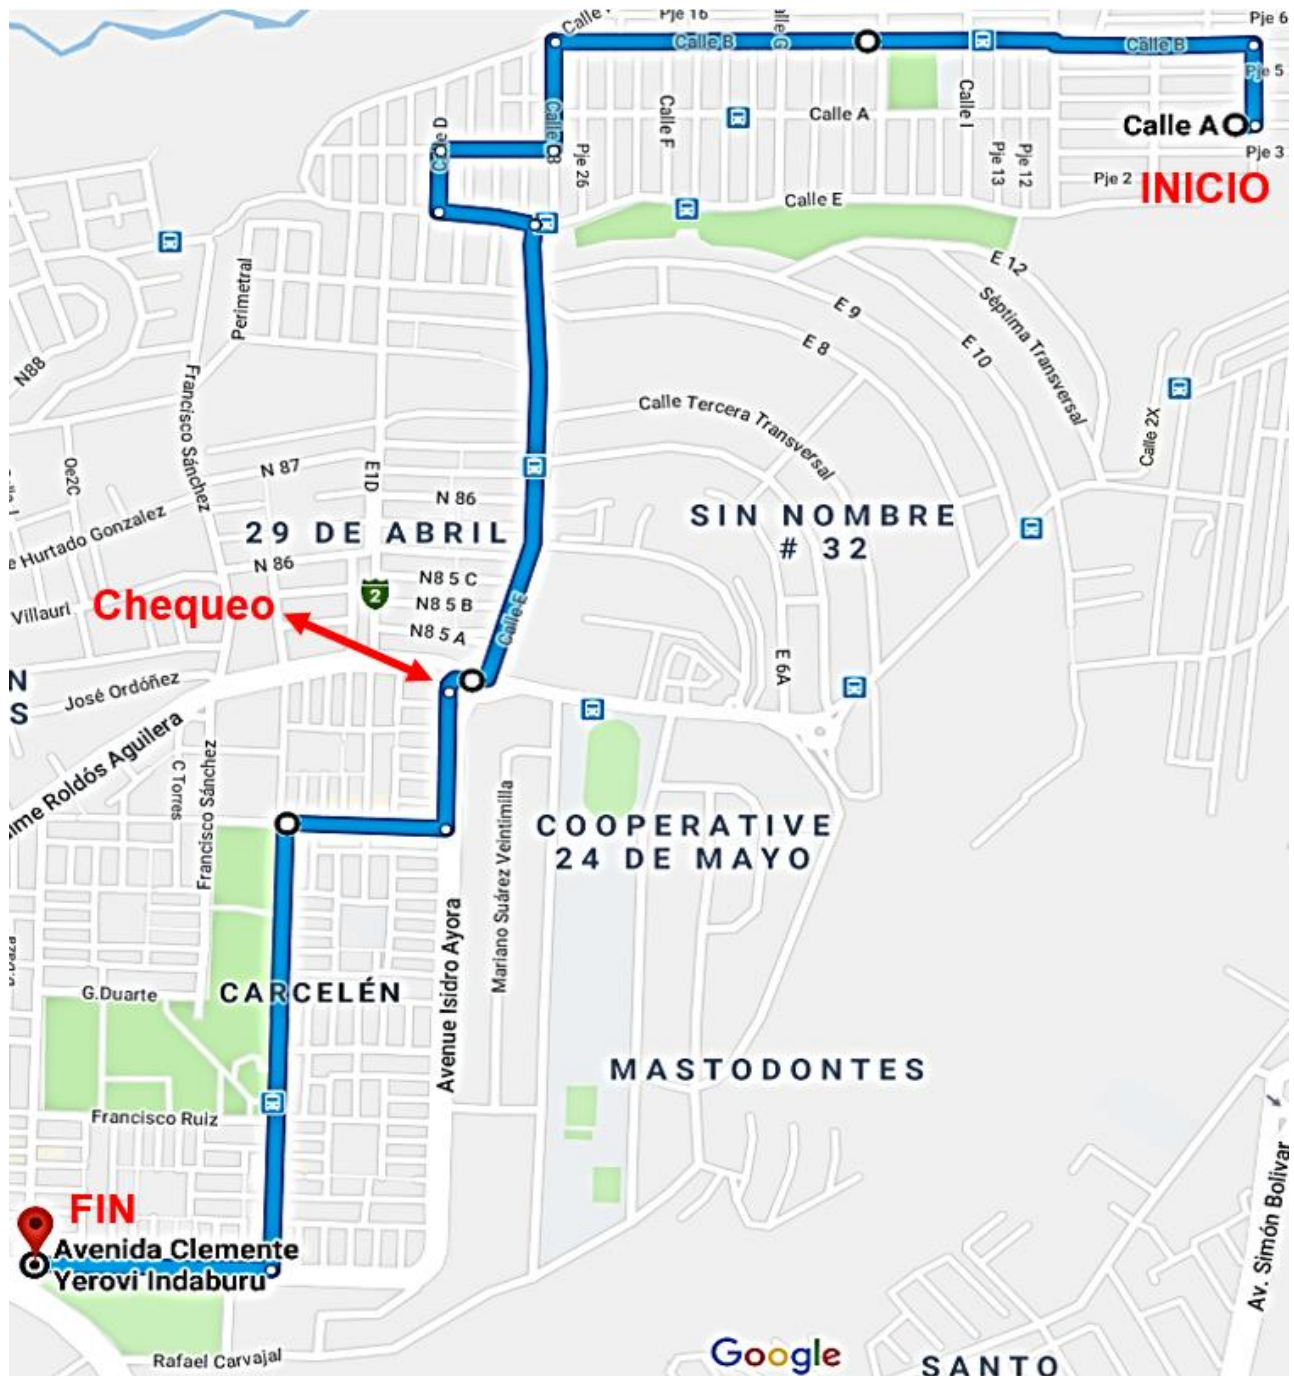 Pje 16
Pje 6
Calle B
Calle G
Calle B
Pje 5
Calle F
Calle A
Calle I
Calle A
Pje 3
Pje 26
Pje 13
Pje 12
Pje 2
INICIO
Calle E
E 12
Perimetral
Séptima Transversal
E 9
E 8
E 10
N88
Francisco Sánchez
Calle Tercera Transversal
Calle 2X
Oe2C
N 87
E1D
N 86
Hurtado Gonzalez
29 DE ABRIL
SIN NOMBRE
# 32
N 86
N8 5 C
2
N8 5 B
Calle E
Villauri
Chequeo
N8 5 A
E 6A
N
S
José Ordóñez
ime Roldós Aguilera
C Torres
Francisco Sánchez
Mariano Suárez Veintimilla
COOPERATIVE
24 DE MAYO
Avenue Isidro Ayora
G.Duarte
CARCELÉN
MASTODONTES
Francisco Ruiz
Av. Simón Bolívar
FIN
Avenida Clemente
Yerovi Indaburu
Rafael Carvajal
Google
SANTO